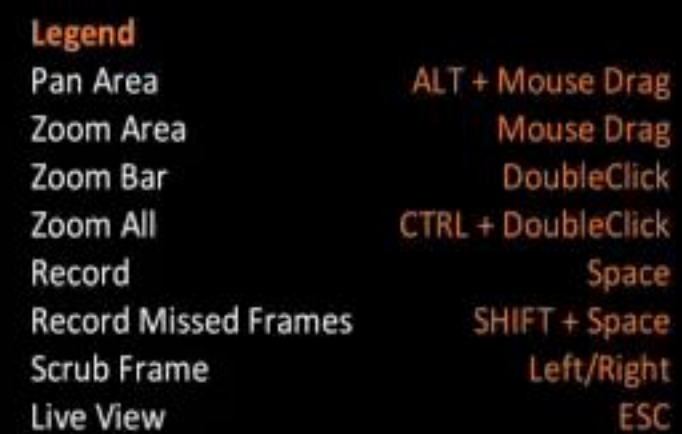 Legend
Pan Area ALT + Mouse Drag
Zoom Area Mouse Drag
Zoom Bar DoubleClick
Zoom All CTRL + DoubleClick
Record Space
Record Missed Frames SHIFT + Space
Scrub Frame Left/Right
Live View ESC